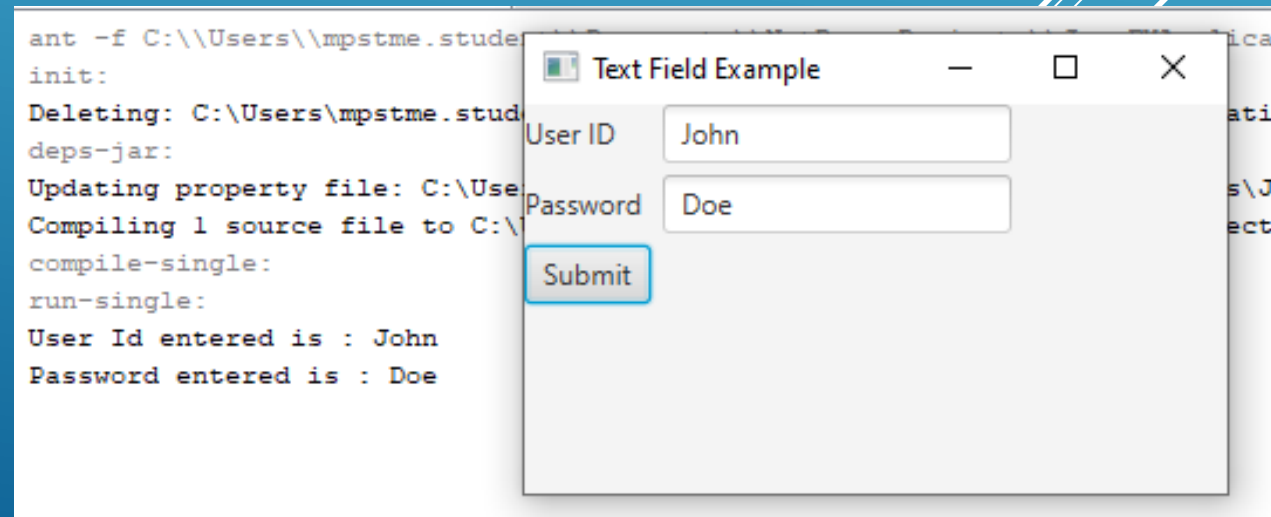 ant -f C:\\Users\\mpstme.stude
init:
Deleting: C:\Users\mpstme.stud
deps-jar:
Updating property file: C:\Use
Compiling 1 source file to C:\
compile-single:
run-single:
User Id entered is : John
Password entered is : Doe
Text Field Example
User ID John
Password Doe
Submit